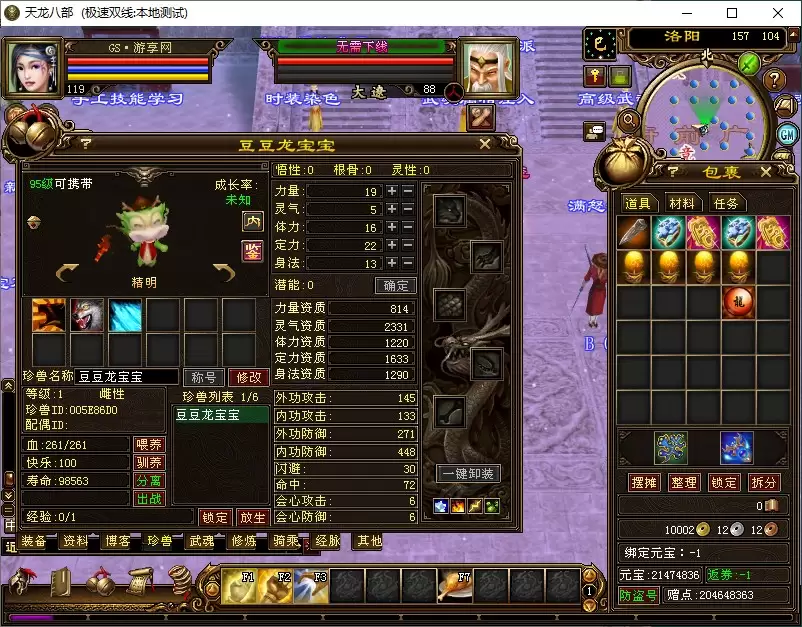 天龙八部 (极速双线:本地测试)
GS·游享网
119
无需下线
大遼
88
洛阳 157 104
北
GM
手工技能学习
时装染色
满怒
豆豆龙宝宝
95级可携带
成长率:
未知
内
鉴
精明
珍兽名称 豆豆龙宝宝 称号 修改
等级:1 雌性
珍兽ID:005E86D0
配偶ID:
珍兽列表 1/6
豆豆龙宝宝
血:261/261 喂养
快乐:100 驯养
寿命:98563 分离
出战
经验:0/1 锁定 放生
悟性:0 根骨:0 灵性:0
力量: 19
灵气: 5
体力: 16
定力: 22
身法: 13
潜能:0 确定
力量资质 814
灵气资质 2331
体力资质 1220
定力资质 1633
身法资质 1290
外功攻击: 145
内功攻击: 133
外功防御: 271
内功防御: 448
闪避: 30
命中: 72
会心攻击: 6
会心防御: 6
一键卸装
装备 资料 博客 珍兽 武魂 修炼 骑乘 经脉 其他
包裹
道具 材料 任务
龍
摆摊 整理 锁定 拆分
0
10002 12 12
绑定元宝:-1
元宝:21474836 返券:-1
防盗号 赠点:204648363
F1 F2 F3 F7
1